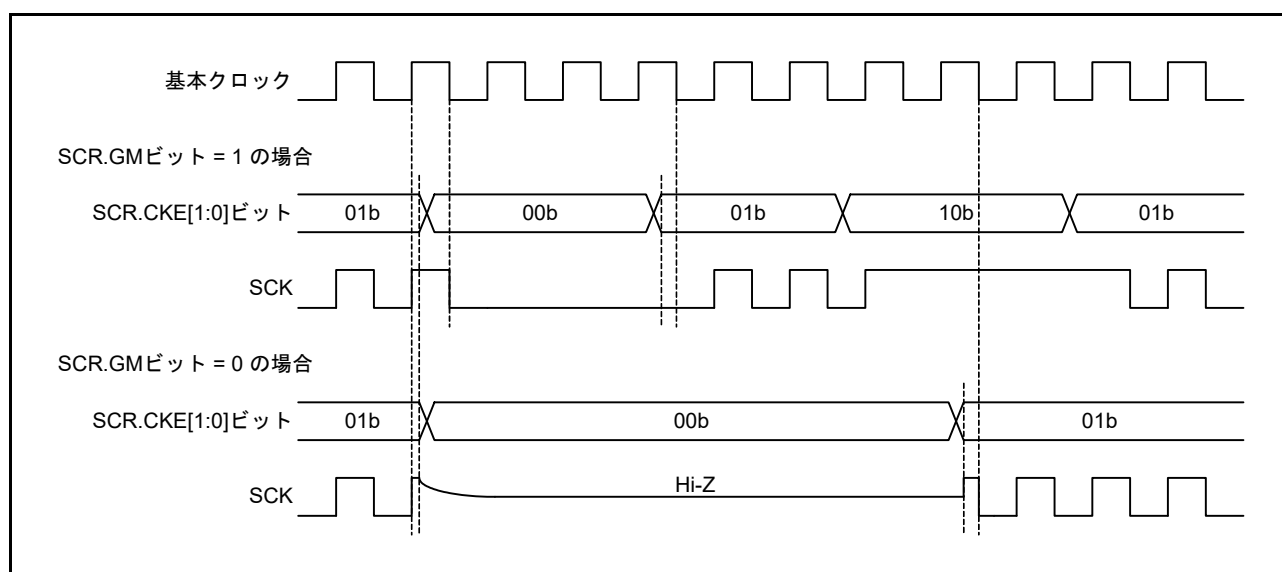 基本クロック
SCR.GMビット = 1 の場合
SCR.CKE[1:0]ビット 01b 00b 01b 10b 01b
SCK
SCR.GMビット = 0 の場合
SCR.CKE[1:0]ビット 01b 00b 01b
SCK Hi-Z